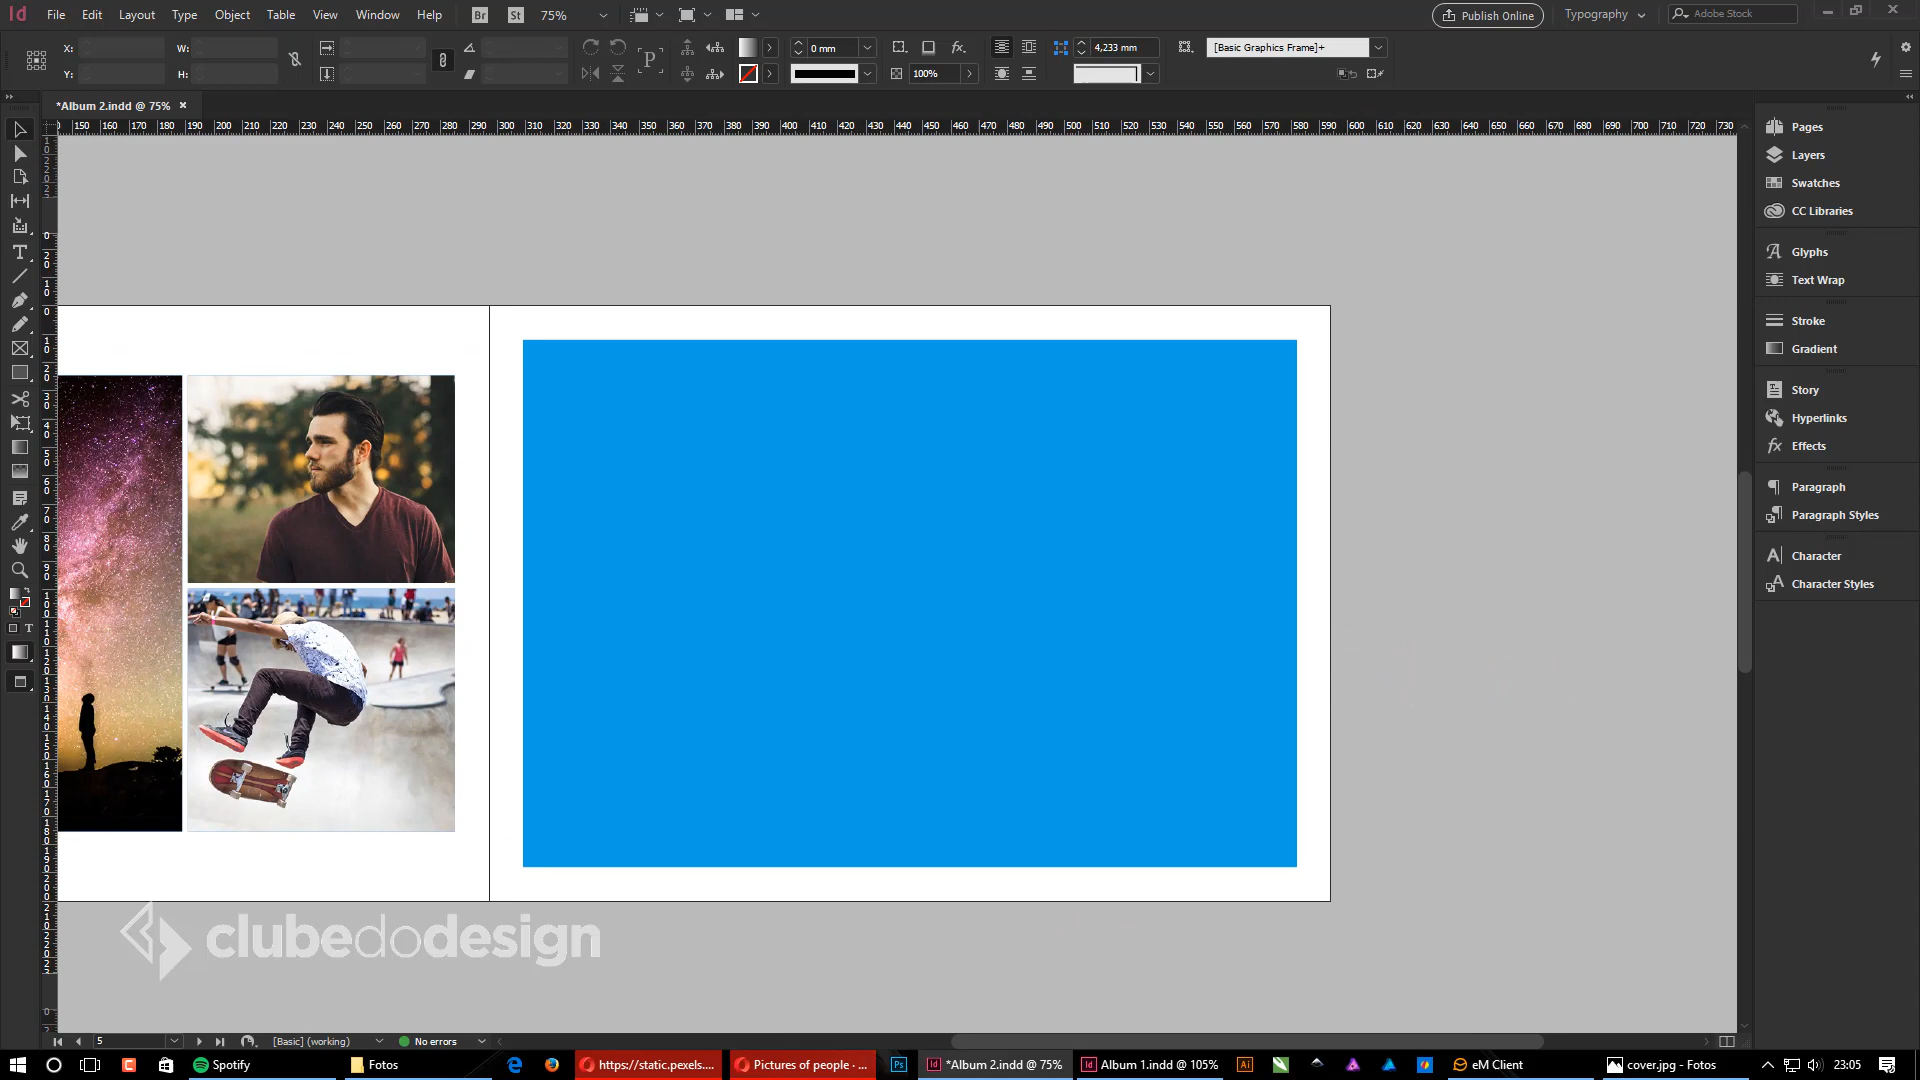 Id File Edit Layout Type Object Table View Window Help Br St 75% Publish Online Typography Adobe Stock
X: W: 0 mm fx. 4,233 mm [Basic Graphics Frame]+
Y: H: P 100%
*Album 2.indd @ 75% ×
150 160 170 180 190 200 210 220 230 240 250 260 270 280 290 300 310 320 330 340 350 360 370 380 390 400 410 420 430 440 450 460 470 480 490 500 510 520 530 540 550 560 570 580 590 600 610 620 630 640 650 660 670 680 690 700 710 720 730
Pages
Layers
Swatches
CC Libraries
Glyphs
Text Wrap
Stroke
Gradient
Story
Hyperlinks
fx Effects
Paragraph
Paragraph Styles
Character
Character Styles
clubedodesign
5 [Basic] (working) No errors
Spotify Fotos https://static.pexels.... Pictures of people · ... Ps Id *Album 2.indd @ 75% Id Album 1.indd @ 105% Ai eM Client cover.jpg - Fotos 23:05